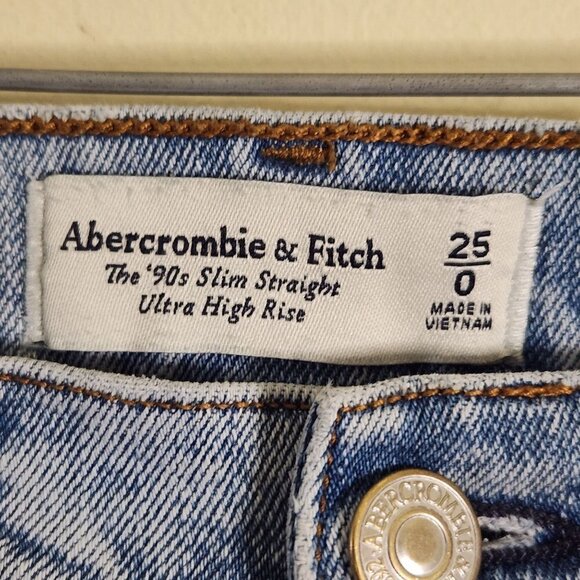 Abercrombie & Fitch
The '90s Slim Straight
Ultra High Rise
25
0
MADE IN
VIETNAM
ABERCROMBIE